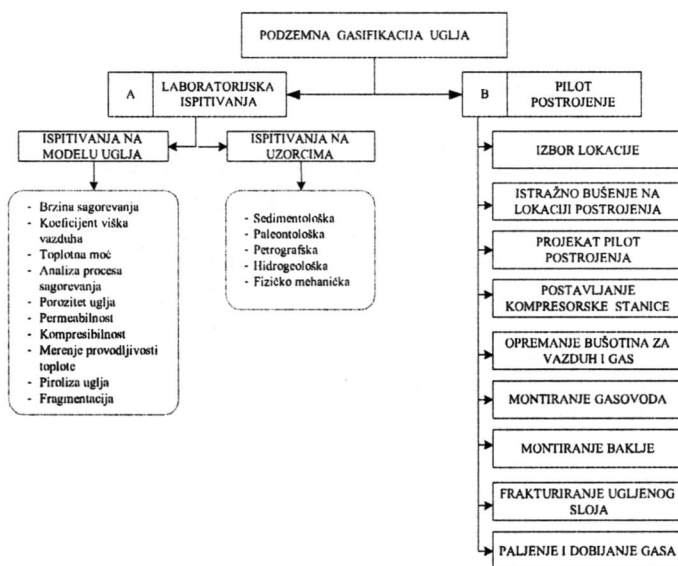 PODZEMNA GASIFIKACIJA UGLJA
A
LABORATORIJSKA
ISPITIVANJA
B
PILOT
POSTROJENJE
ISPITIVANJA NA
MODELU UGLJA
ISPITIVANJA NA
UZORCIMA
- Brzina sagorevanja
- Koeficijent viška
vazduha
- Toplotna moć
- Analiza procesa
sagorevanja
- Porozitet uglja
- Permeabilnost
- Kompresibilnost
- Merenje provodljivosti
toplote
- Piroliza uglja
- Fragmentacija
- Sedimentološka
- Paleontološka
- Petrografska
- Hidrogeološka
- Fizičko mehanička
IZBOR LOKACIJE
ISTRAŽNO BUŠENJE NA
LOKACIJI POSTROJENJA
PROJEKAT PILOT
POSTROJENJA
POSTAVLJANJE
KOMPRESORSKE STANICE
OPREMANJE BUŠOTINA ZA
VAZDUH I GAS
MONTIRANJE GASOVODA
MONTIRANJE BAKLJE
FRAKTURIRANJE UGLJENOG
SLOJA
PALJENJE I DOBIJANJE GASA